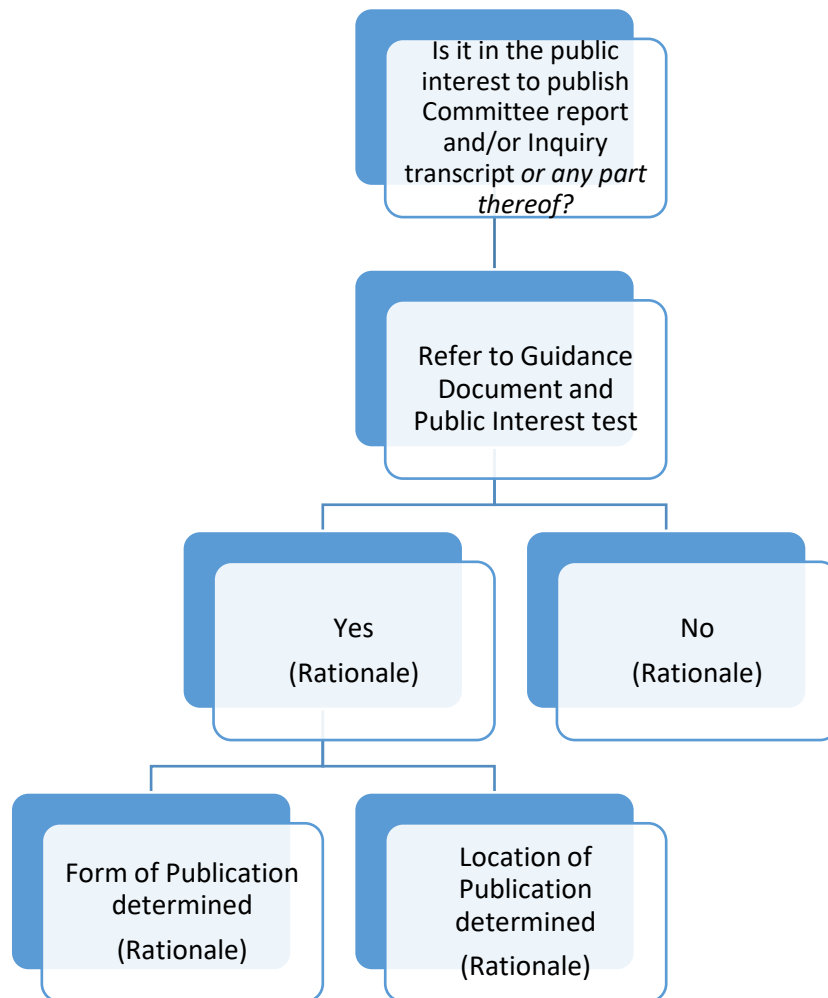 Is it in the public
interest to publish
Committee report
and/or Inquiry
transcript or any part
thereof?
Refer to Guidance
Document and
Public Interest test
Yes
(Rationale)
No
(Rationale)
Form of Publication
determined
(Rationale)
Location of
Publication
determined
(Rationale)